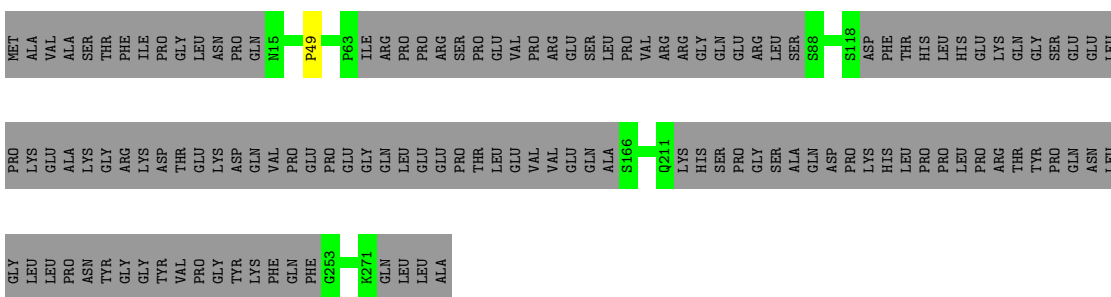 MET ALA VAL ALA SER THR PHE ILE PRO GLY LEU ASN PRO GLN N15 P49 P63 ILE ARG PRO PRO ARG SER PRO GLU VAL PRO ARG GLU SER LEU PRO VAL ARG ARG GLY GLN GLU ARG LEU SER S88 S118 ASP PHE THR HIS LEU HIS GLU LYS GLN GLY SER GLU GLU LEU
PRO LYS GLU ALA LYS GLY ARG LYS ASP THR GLU LYS ASP GLN VAL PRO GLU PRO GLU GLY GLN LEU GLU GLU PRO THR LEU GLU VAL VAL GLU GLN ALA S166 Q211 LYS HIS SER PRO GLY SER ALA GLN ASP PRO LYS HIS LEU PRO PRO LEU PRO ARG THR TYR PRO GLN ASN LEU
GLY LEU LEU PRO ASN TYR GLY GLY TYR VAL PRO GLY TYR LYS PHE GLN PHE G253 K271 GLN LEU LEU ALA